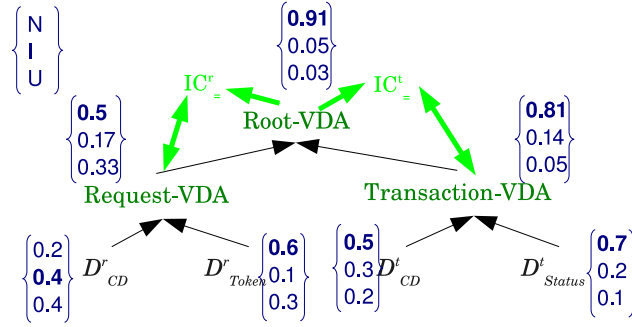 N
I
U
0.91
0.05
0.03
IC^r_=
IC^t_=
0.5
0.17
0.33
Root-VDA
0.81
0.14
0.05
Request-VDA
Transaction-VDA
0.2
0.4
0.4
D^r_CD
D^r_Token
0.6
0.1
0.3
0.5
0.3
0.2
D^t_CD
D^t_Status
0.7
0.2
0.1